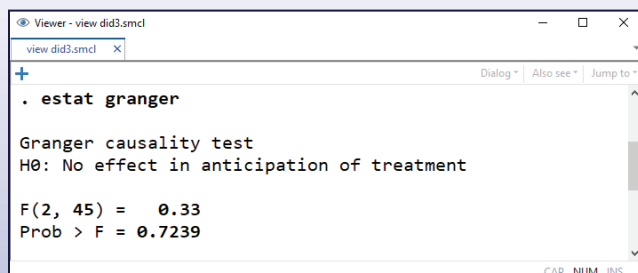 Viewer - view did3.smcl
view did3.smcl
Dialog Also see Jump to
. estat granger
Granger causality test
H0: No effect in anticipation of treatment
F(2, 45) = 0.33
Prob > F = 0.7239
CAP NUM INS